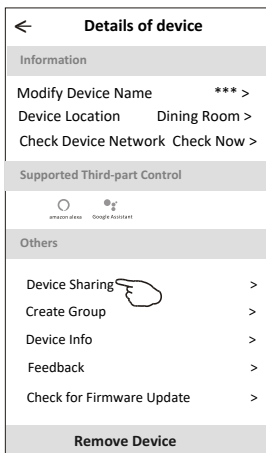 ← Details of device
Information
Modify Device Name *** >
Device Location Dining Room >
Check Device Network Check Now >
Supported Third-part Control
amazon alexa Google Assistant
Others
Device Sharing >
Create Group >
Device Info >
Feedback >
Check for Firmware Update >
Remove Device